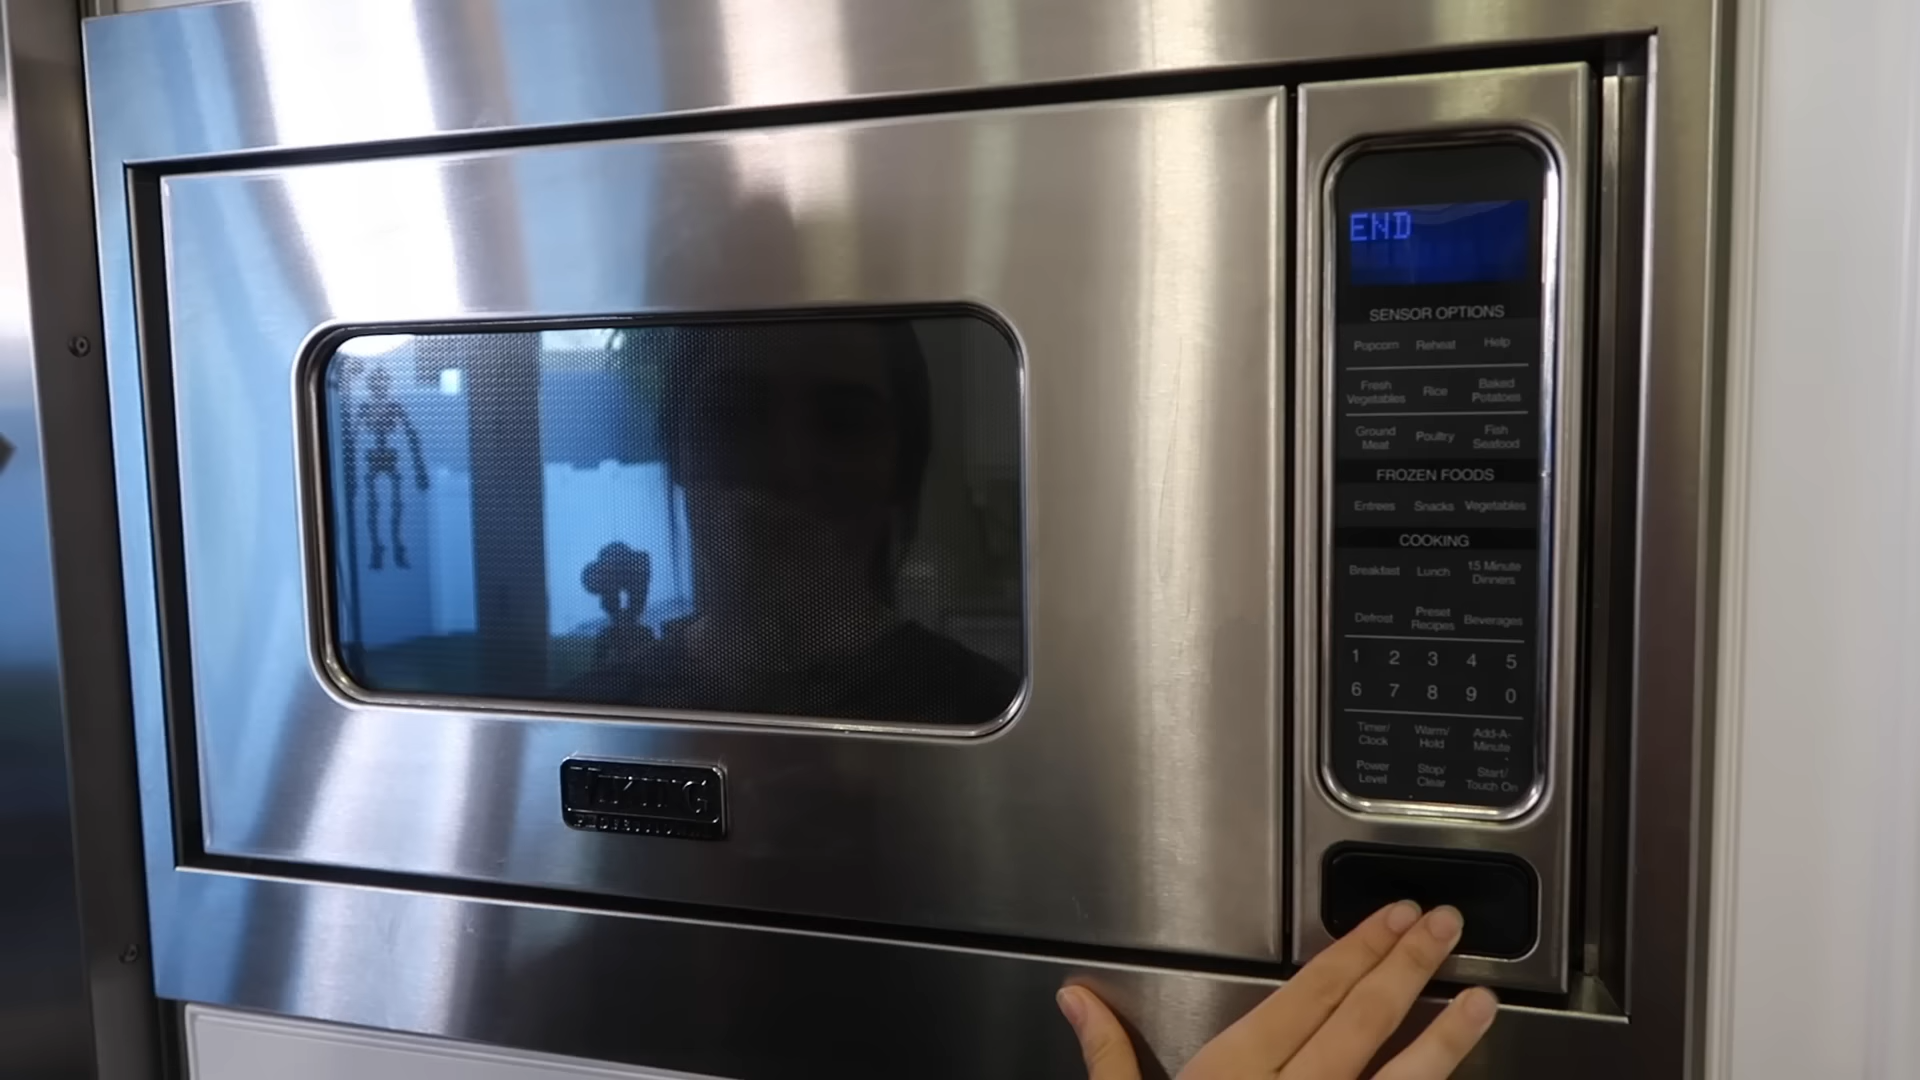 END
SENSOR OPTIONS
Popcorn Reheat Help
Fresh Vegetables Rice Baked Potatoes
Ground Meat Poultry Fish Seafood
FROZEN FOODS
Entrees Snacks Vegetables
COOKING
Breakfast Lunch 15 Minute Dinners
Defrost Preset Recipes Beverages
1 2 3 4 5
6 7 8 9 0
Timer/ Clock Warm/ Hold Add-A- Minute
Power Level Stop/ Clear Start/ Touch On
VIKING
PROFESSIONAL